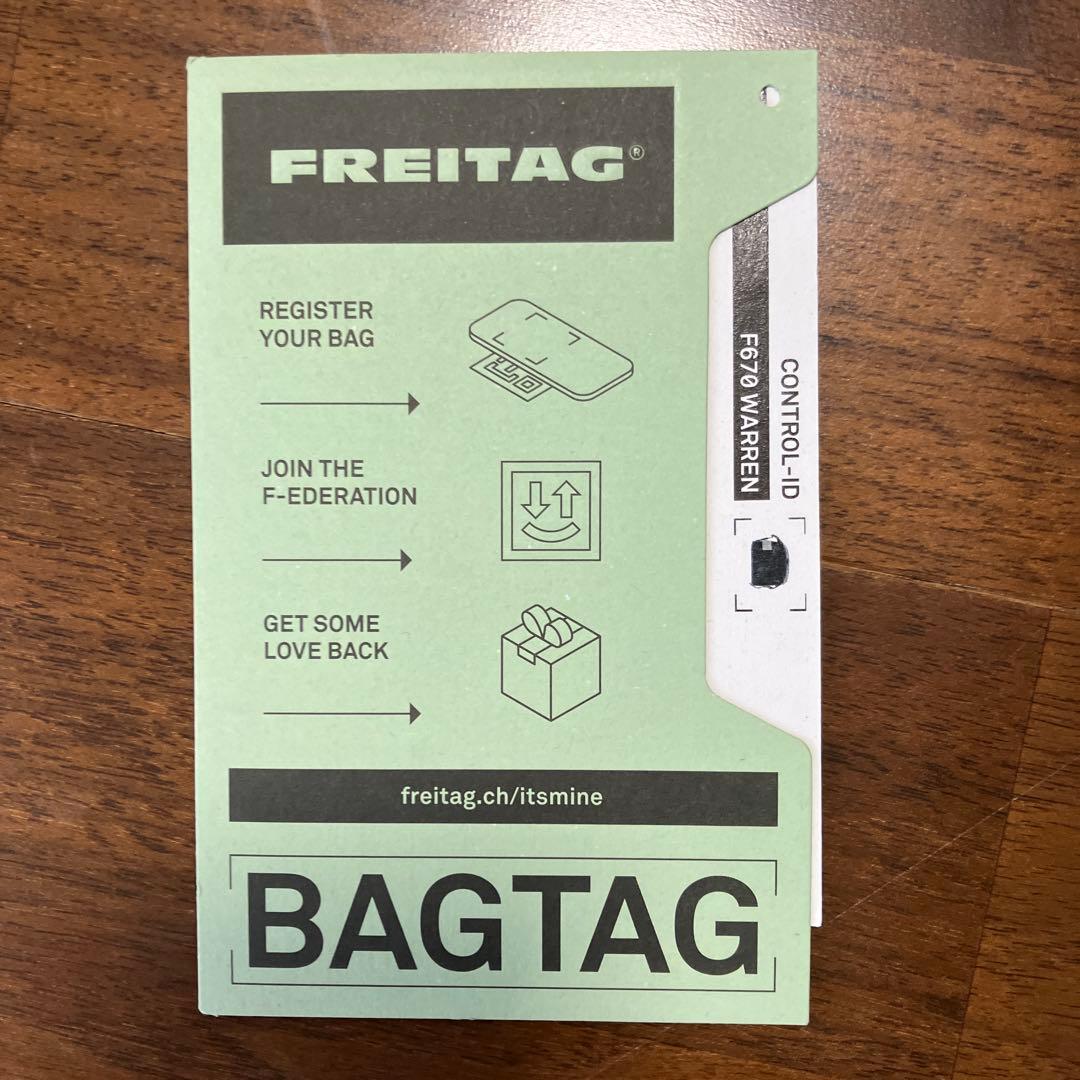 FREITAG®
REGISTER
YOUR BAG
JOIN THE
F-EDERATION
GET SOME
LOVE BACK
freitag.ch/itsmine
BAGTAG
CONTROL-ID
F670 WARREN